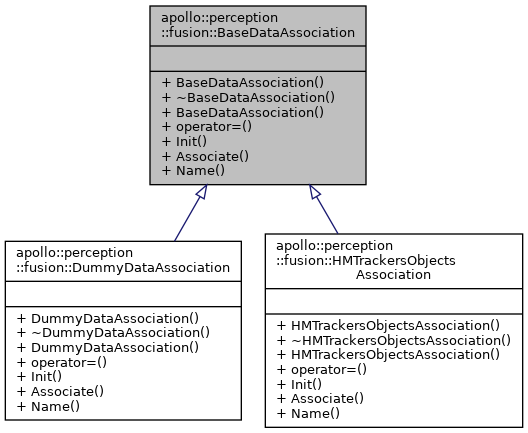 apollo::perception
::fusion::BaseDataAssociation
+ BaseDataAssociation()
+ ~BaseDataAssociation()
+ BaseDataAssociation()
+ operator=()
+ Init()
+ Associate()
+ Name()
apollo::perception
::fusion::DummyDataAssociation
+ DummyDataAssociation()
+ ~DummyDataAssociation()
+ DummyDataAssociation()
+ operator=()
+ Init()
+ Associate()
+ Name()
apollo::perception
::fusion::HMTrackersObjects
Association
+ HMTrackersObjectsAssociation()
+ ~HMTrackersObjectsAssociation()
+ HMTrackersObjectsAssociation()
+ operator=()
+ Init()
+ Associate()
+ Name()